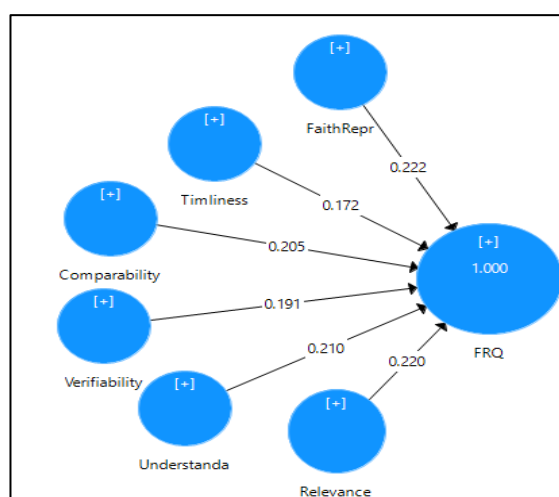 [+]
FaithRepr
[+]
Timliness
0.222
0.172
[+]
Comparability
0.205
[+]
1.000
FRQ
[+]
Verifiability
0.191
[+]
Understanda
0.210
0.220
[+]
Relevance